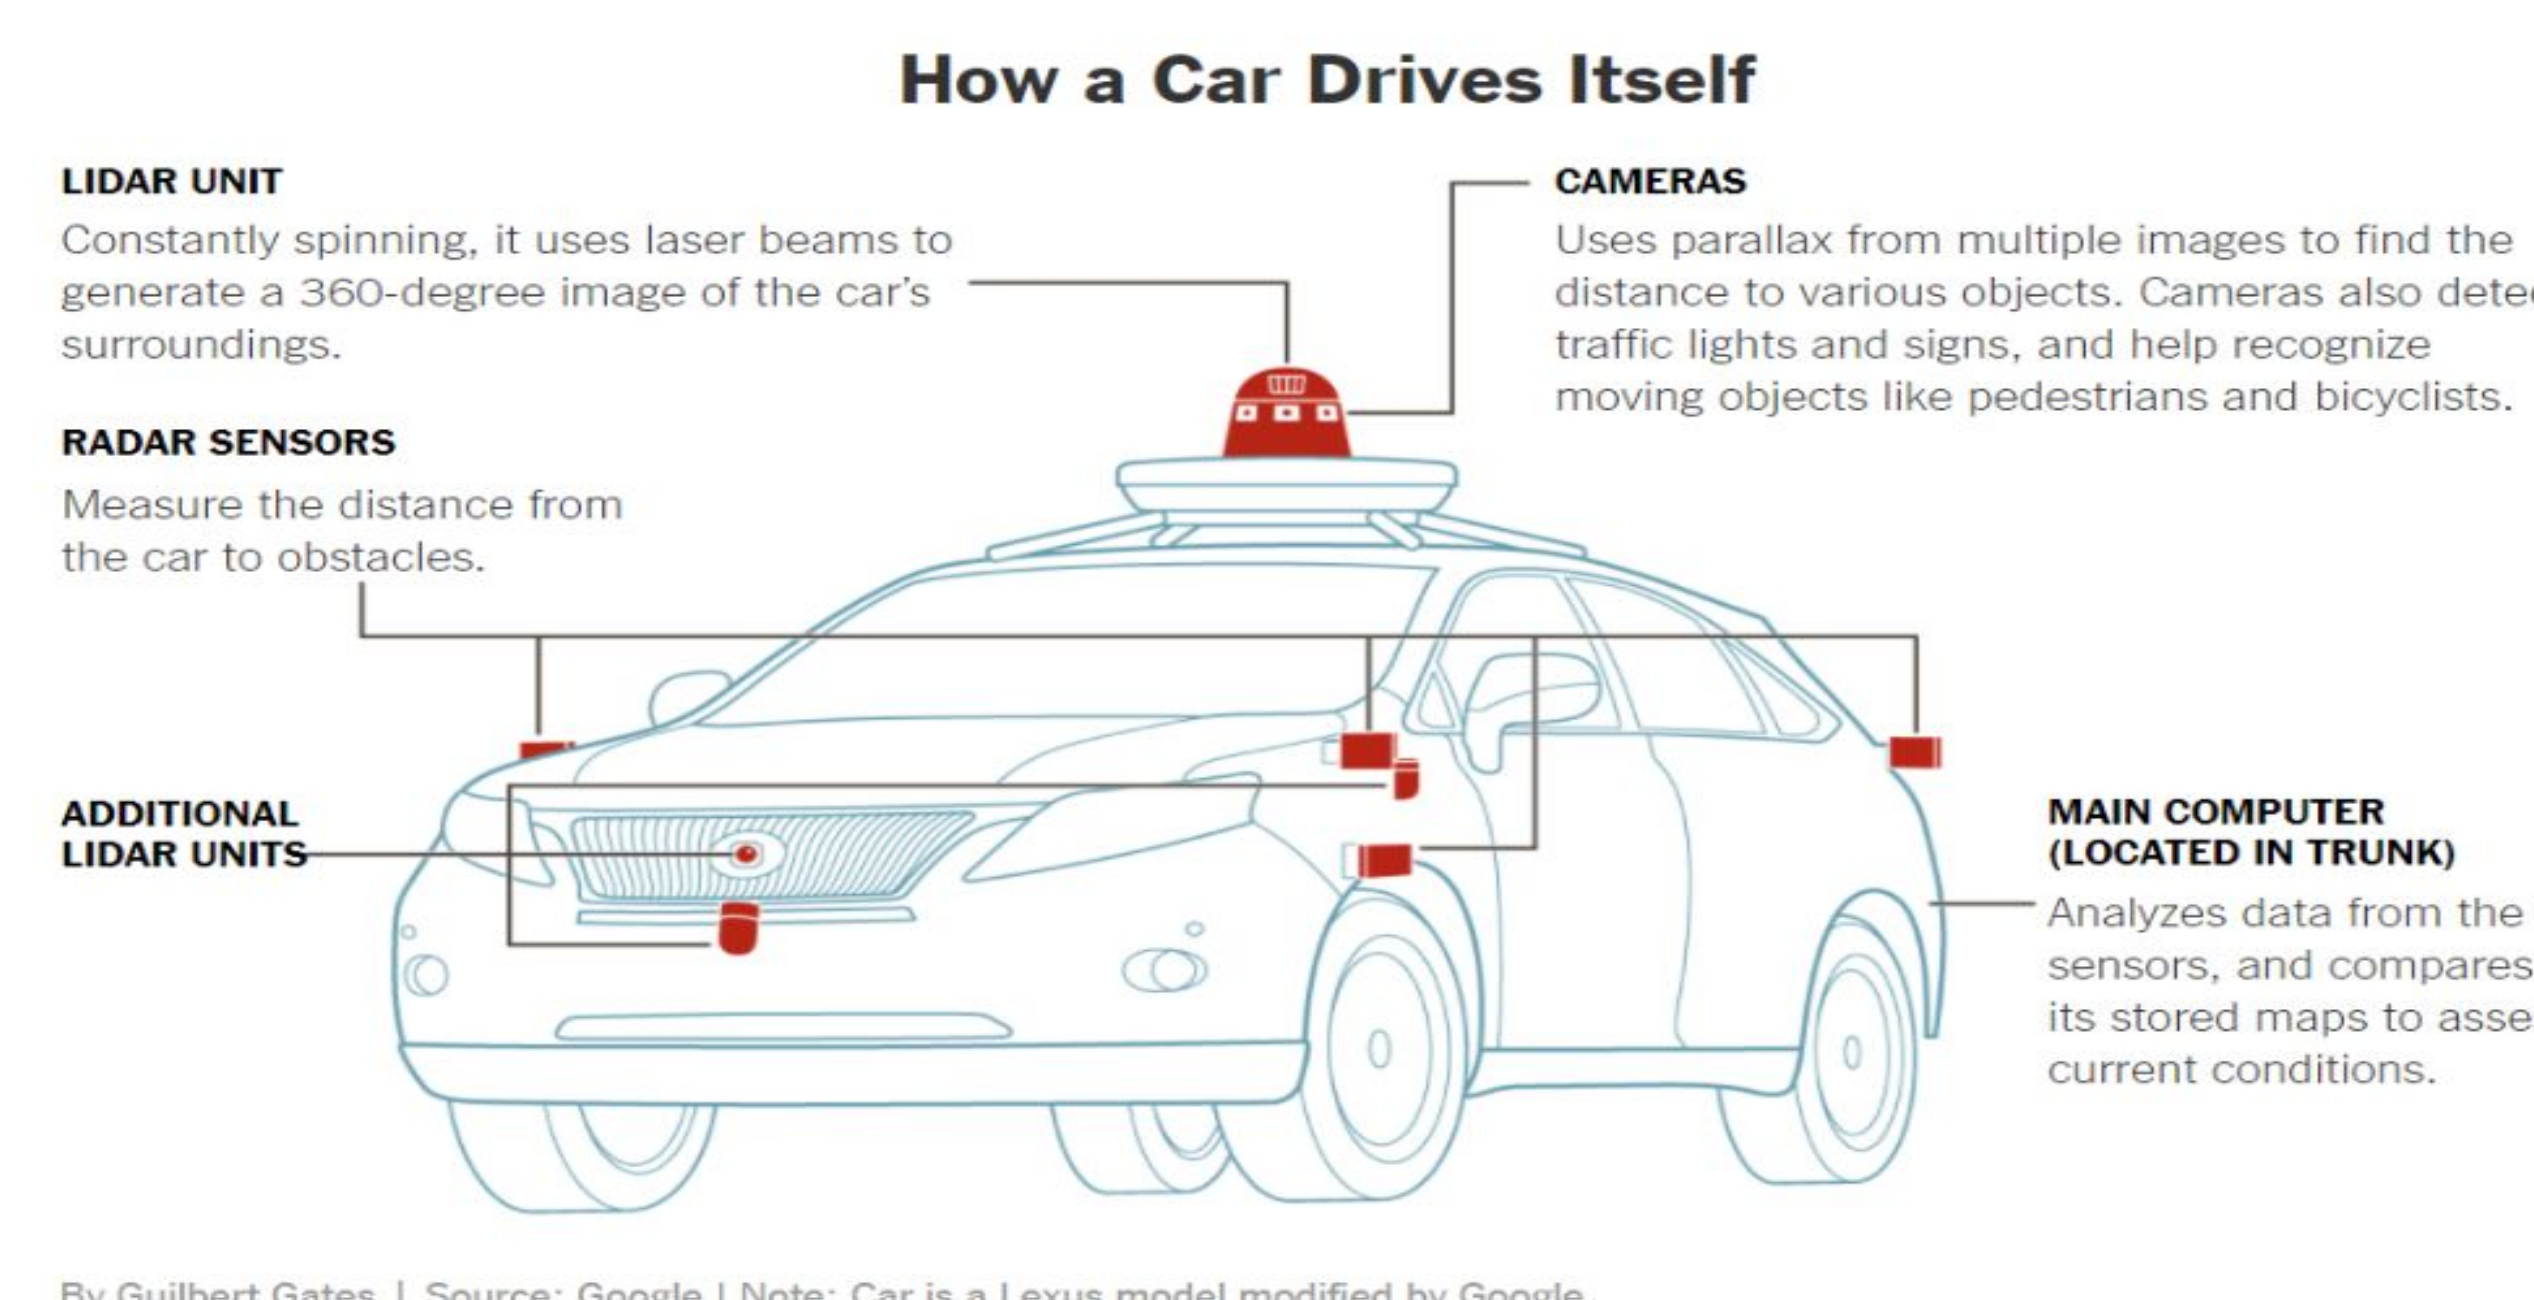 How a Car Drives Itself
LIDAR UNIT
Constantly spinning, it uses laser beams to
generate a 360-degree image of the car's
surroundings.
CAMERAS
Uses parallax from multiple images to find the
distance to various objects. Cameras also
traffic lights and signs, and help recognize
moving objects like pedestrians and bicyclists.
RADAR SENSORS
Measure the distance from
the car to obstacles.
ADDITIONAL
LIDAR UNITS
MAIN COMPUTER
(LOCATED IN TRUNK)
Analyzes data from the
sensors, and compares
its stored maps to
current conditions.
By Guilbert Gates | Source: Google | Note: Car is a Lexus model modified by Google.